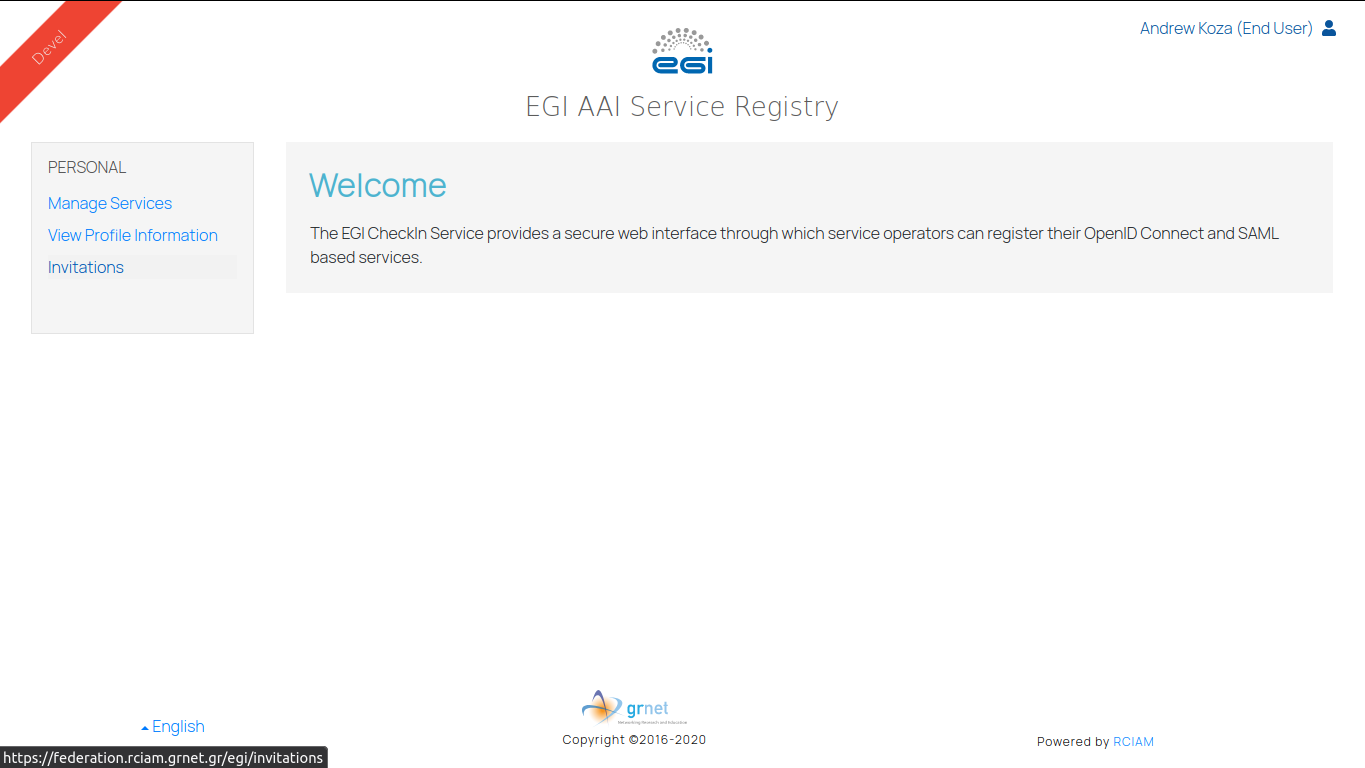 Devel
Andrew Koza (End User)
egi
EGI AAI Service Registry
PERSONAL
Manage Services
View Profile Information
Invitations
Welcome
The EGI CheckIn Service provides a secure web interface through which service operators can register their OpenID Connect and SAML
based services.
English
grnet
Networking Research and Education
Copyright ©2016-2020
Powered by RCIAM
https://federation.rciam.grnet.gr/egi/invitations